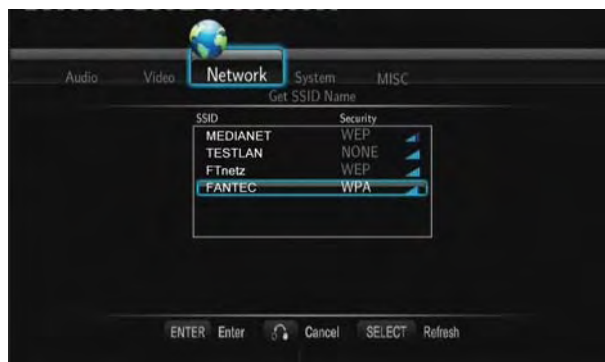 Audio Video Network System MISC
Get SSID Name
SSID Security
MEDIANET WEP
TESTLAN NONE
FTnetz WEP
FANTEC WPA
ENTER Enter Cancel SELECT Refresh